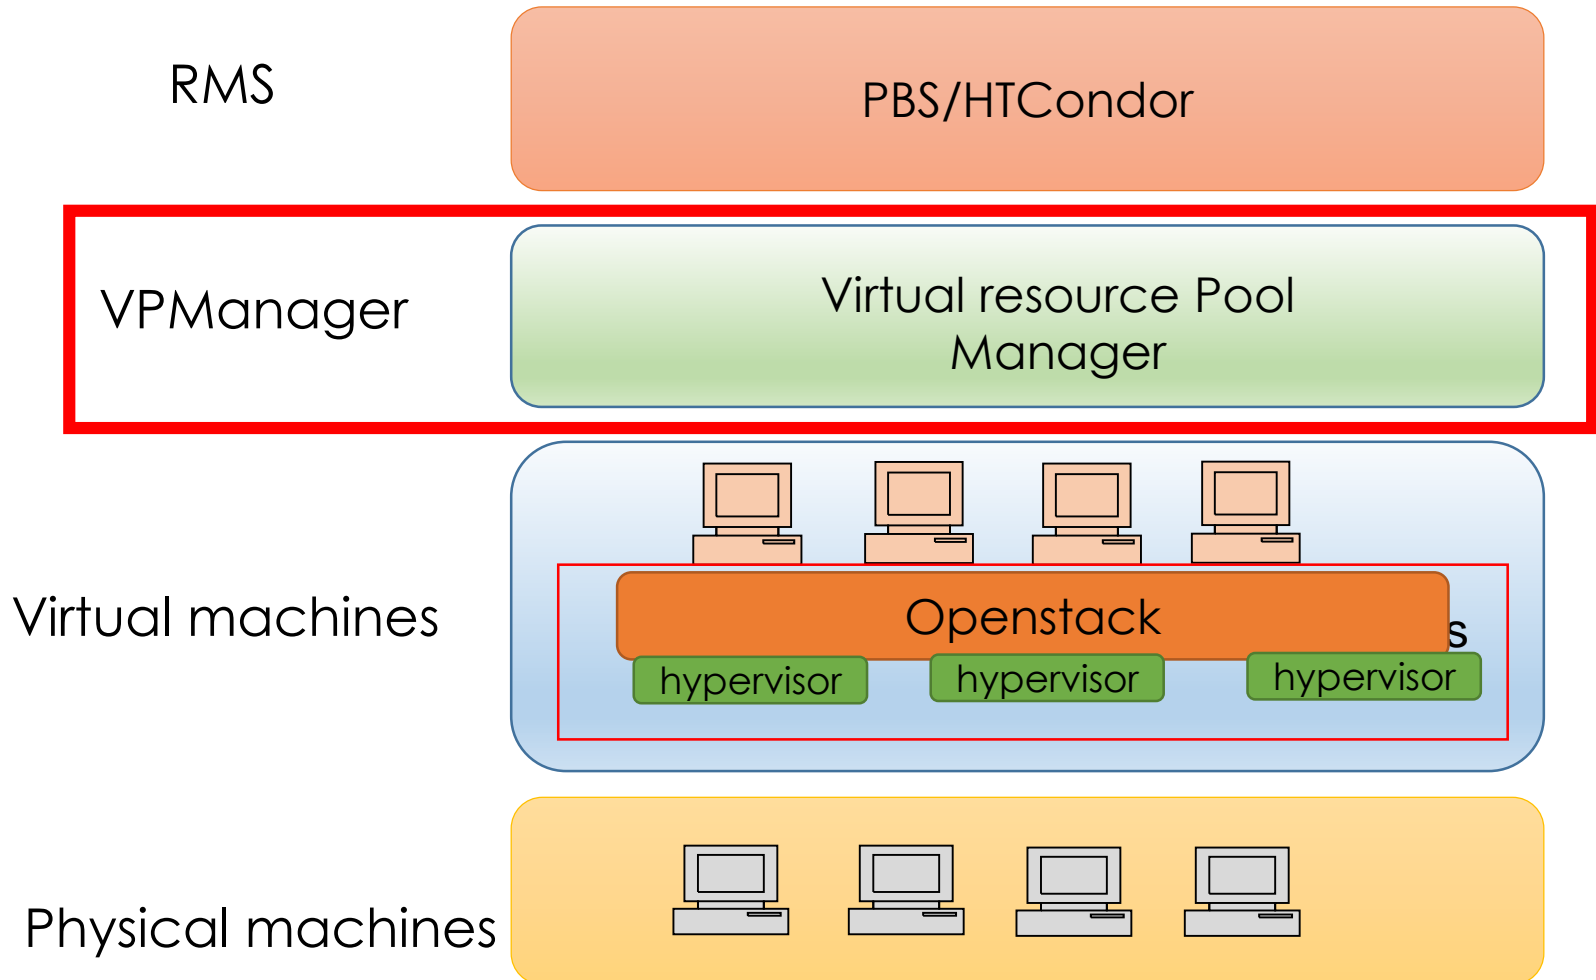 RMS
PBS/HTCondor
VPManager
Virtual resource Pool
Manager
Virtual machines
Openstack
s
hypervisor
hypervisor
hypervisor
Physical machines